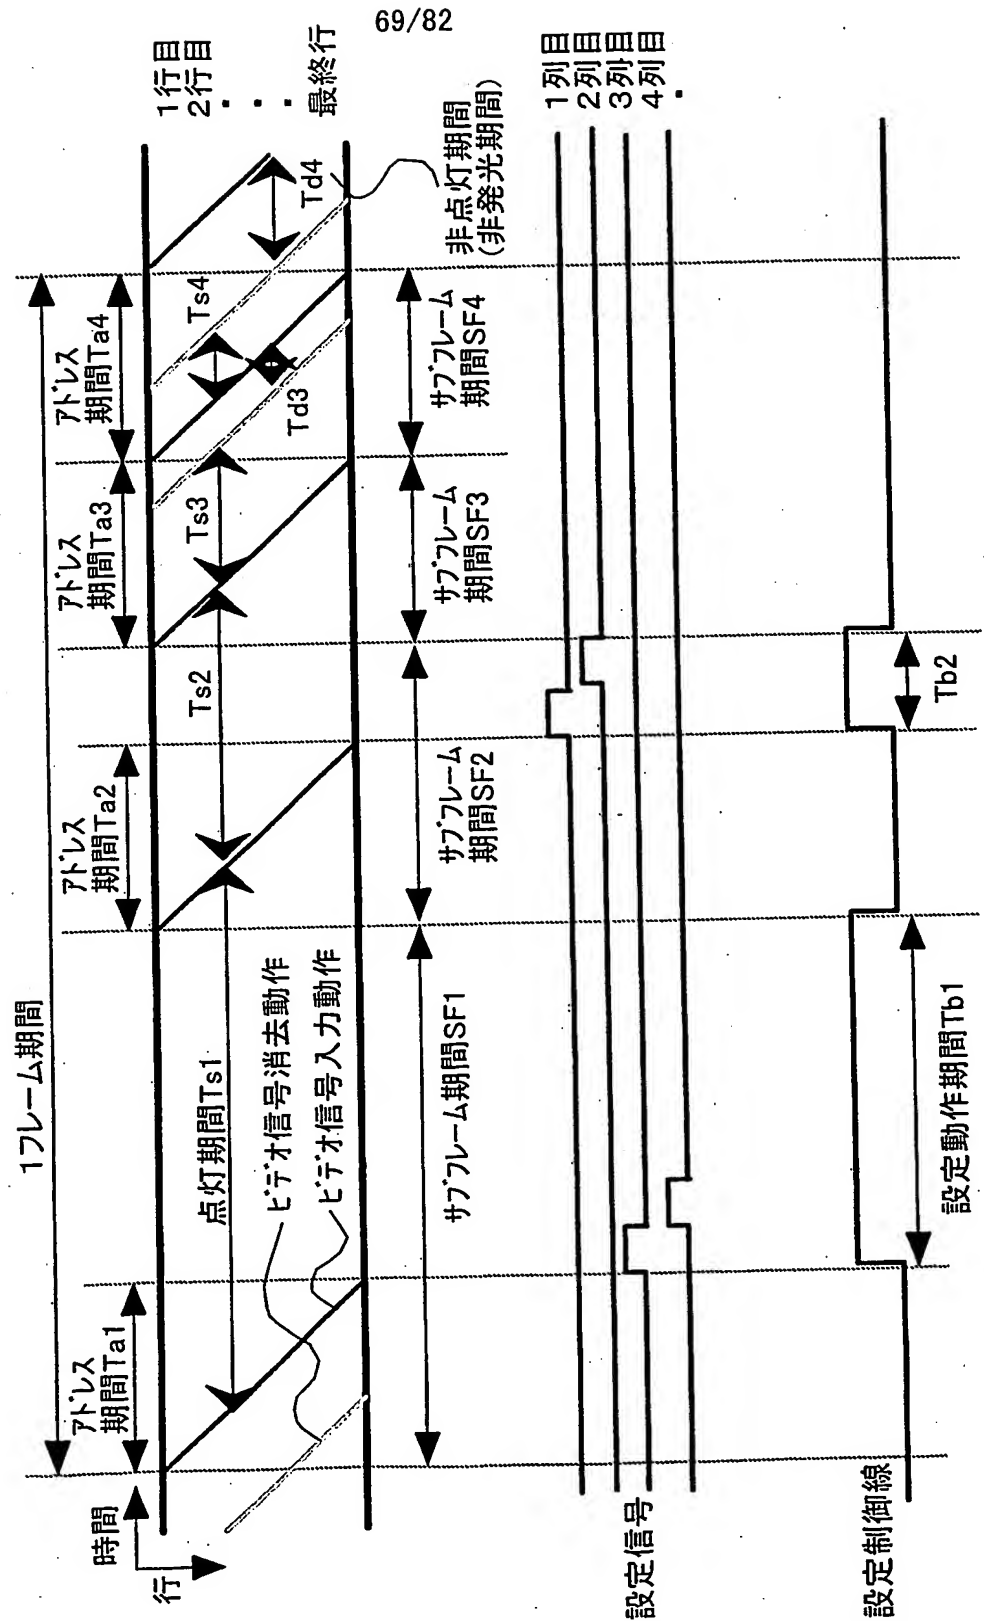 69/82
1フレーム期間
アドレス
期間Ta1
アドレス
期間Ta2
アドレス
期間Ta3
アドレス
期間Ta4
時間
行
1行目
2行目
・
・
・
最終行
点灯期間Ts1
Ts2
Ts3
Ts4
Td3
Td4
ビデオ信号消去動作
ビデオ信号入力動作
非点灯期間
(非発光期間)
サブフレーム期間SF1
サブフレーム
期間SF2
サブフレーム
期間SF3
サブフレーム
期間SF4
設定信号
1列目
2列目
3列目
4列目
・
設定制御線
設定動作期間Tb1
Tb2